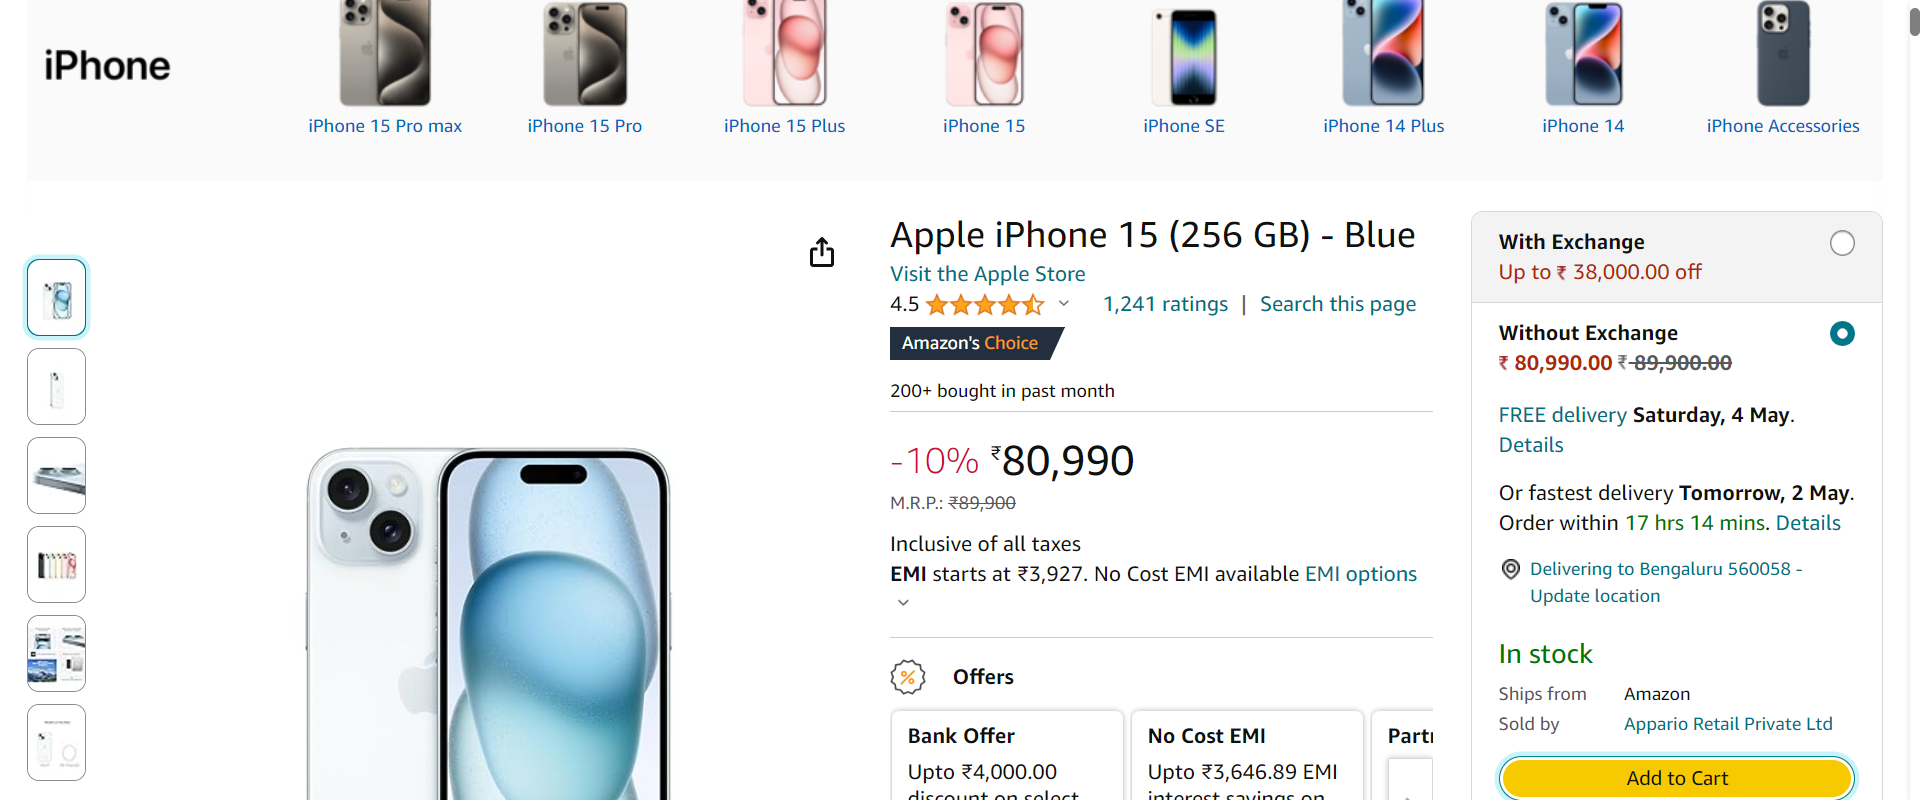 iPhone
iPhone 15 Pro max
iPhone 15 Pro
iPhone 15 Plus
iPhone 15
iPhone SE
iPhone 14 Plus
iPhone 14
iPhone Accessories
Apple iPhone 15 (256 GB) - Blue
Visit the Apple Store
4.5
1,241 ratings | Search this page
Amazon's Choice
200+ bought in past month
-10% ₹80,990
M.R.P.: ₹89,900
Inclusive of all taxes
EMI starts at ₹3,927. No Cost EMI available EMI options
% Offers
Bank Offer
Upto ₹4,000.00
discount on select
No Cost EMI
Upto ₹3,646.89 EMI
interest savings on
With Exchange
Up to ₹ 38,000.00 off
Without Exchange
₹ 80,990.00 ₹ 89,900.00
FREE delivery Saturday, 4 May.
Details
Or fastest delivery Tomorrow, 2 May.
Order within 17 hrs 14 mins. Details
Delivering to Bengaluru 560058 -
Update location
In stock
Ships from Amazon
Sold by Appario Retail Private Ltd
Add to Cart